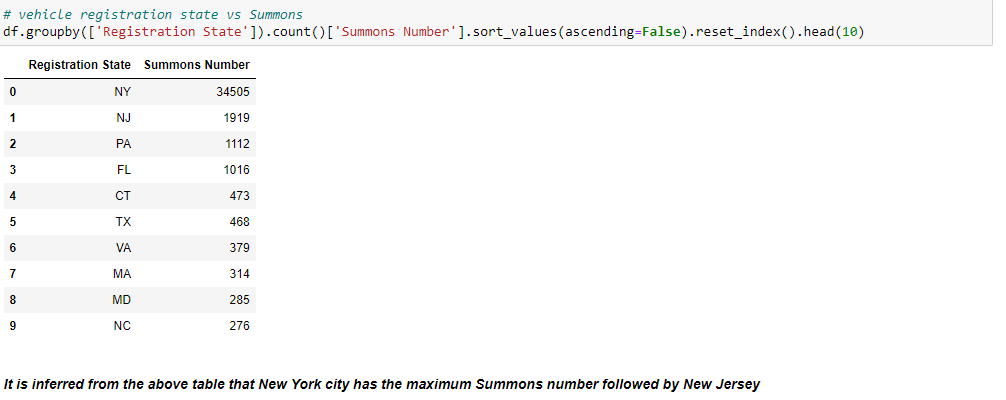 # vehicle registration state vs Summons
df.groupby(['Registration State']).count()['Summons Number'].sort_values(ascending=False).reset_index().head(10)
Registration State Summons Number
0 NY 34505
1 NJ 1919
2 PA 1112
3 FL 1016
4 CT 473
5 TX 468
6 VA 379
7 MA 314
8 MD 285
9 NC 276
It is inferred from the above table that New York city has the maximum Summons number followed by New Jersey